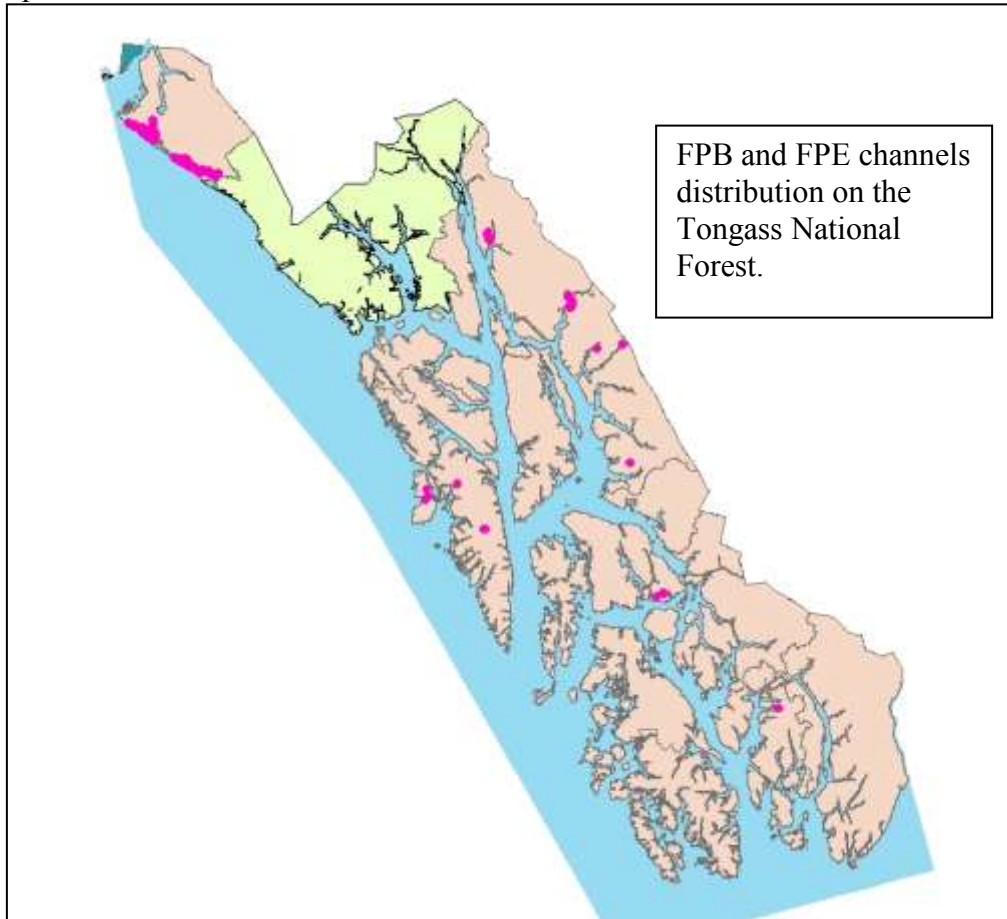 FPB and FPE channels
distribution on the
Tongass National
Forest.